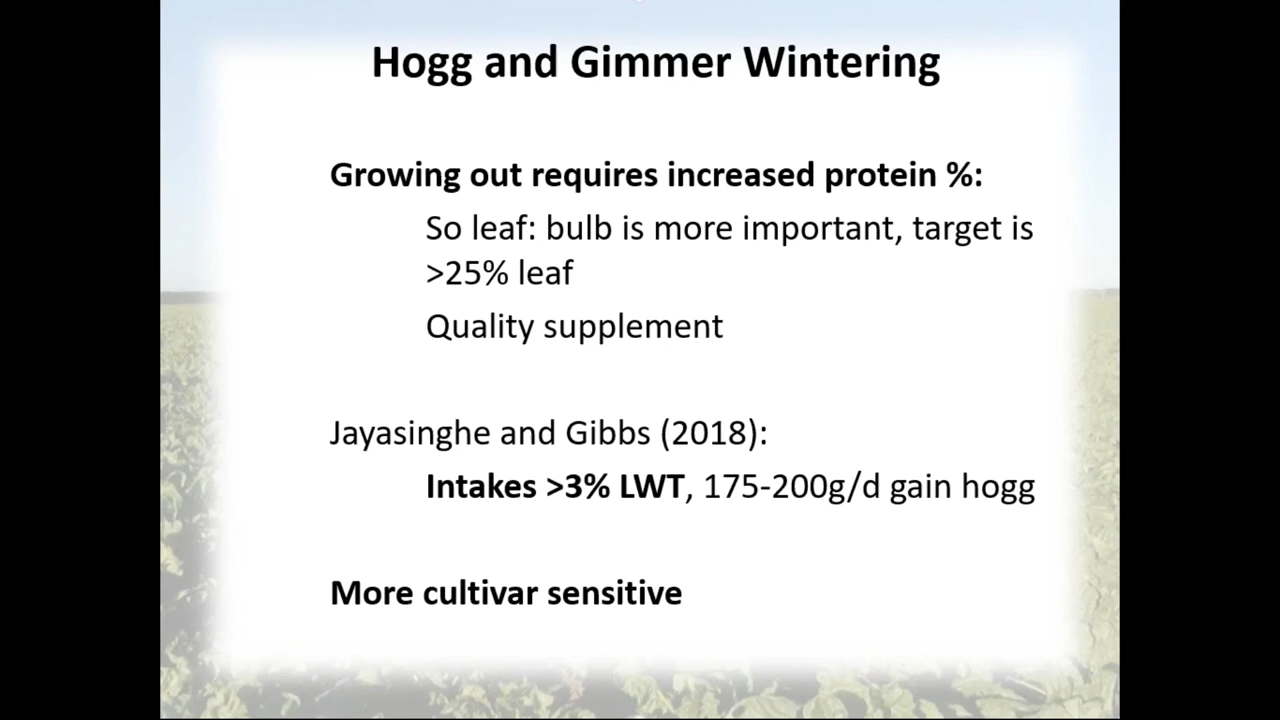 Hogg and Gimmer Wintering
Growing out requires increased protein %:
So leaf: bulb is more important, target is
>25% leaf
Quality supplement
Jayasinghe and Gibbs (2018):
Intakes >3% LWT, 175-200g/d gain hogg
More cultivar sensitive